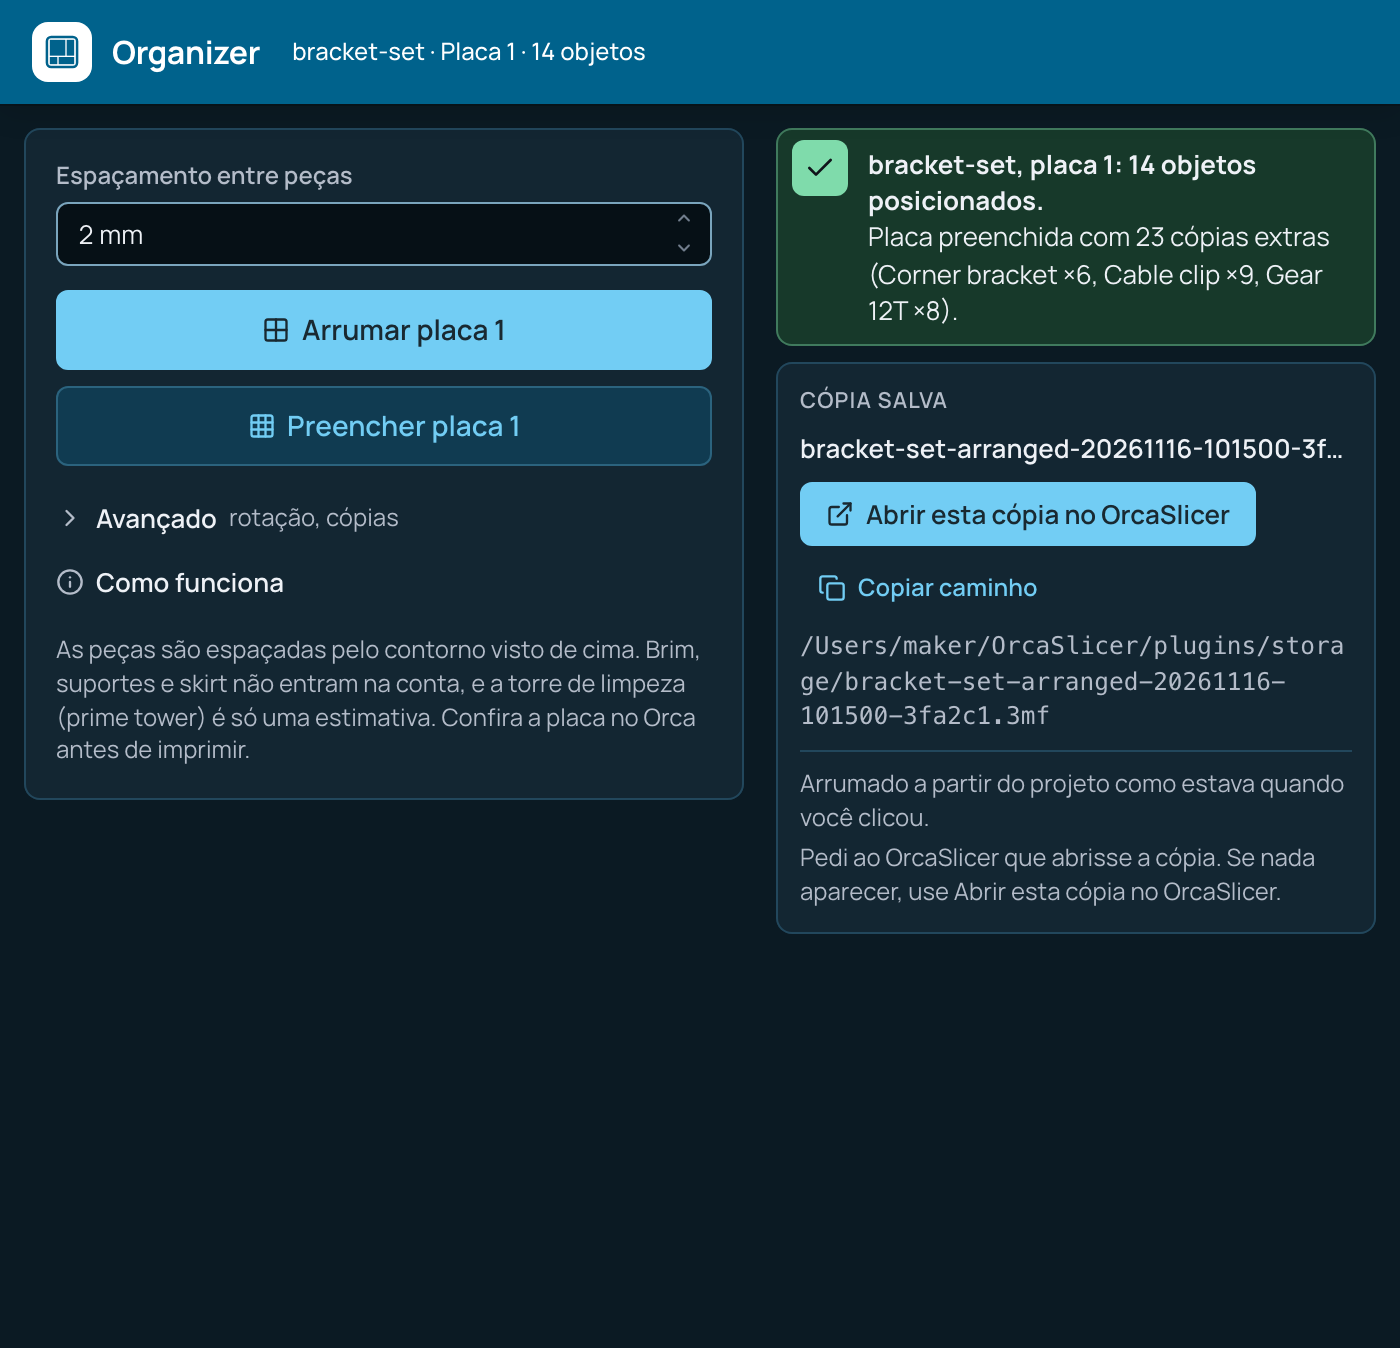 Organizer
bracket-set · Placa 1 · 14 objetos
Espaçamento entre peças
2 mm
Arrumar placa 1
Preencher placa 1
Avançado rotação, cópias
Como funciona
As peças são espaçadas pelo contorno visto de cima. Brim,
suportes e skirt não entram na conta, e a torre de limpeza
(prime tower) é só uma estimativa. Confira a placa no Orca
antes de imprimir.
bracket-set, placa 1: 14 objetos
posicionados.
Placa preenchida com 23 cópias extras
(Corner bracket ×6, Cable clip ×9, Gear
12T ×8).
CÓPIA SALVA
bracket-set-arranged-20261116-101500-3f...
Abrir esta cópia no OrcaSlicer
Copiar caminho
/Users/maker/OrcaSlicer/plugins/stora
ge/bracket-set-arranged-20261116-
101500-3fa2c1.3mf
Arrumado a partir do projeto como estava quando
você clicou.
Pedi ao OrcaSlicer que abrisse a cópia. Se nada
aparecer, use Abrir esta cópia no OrcaSlicer.